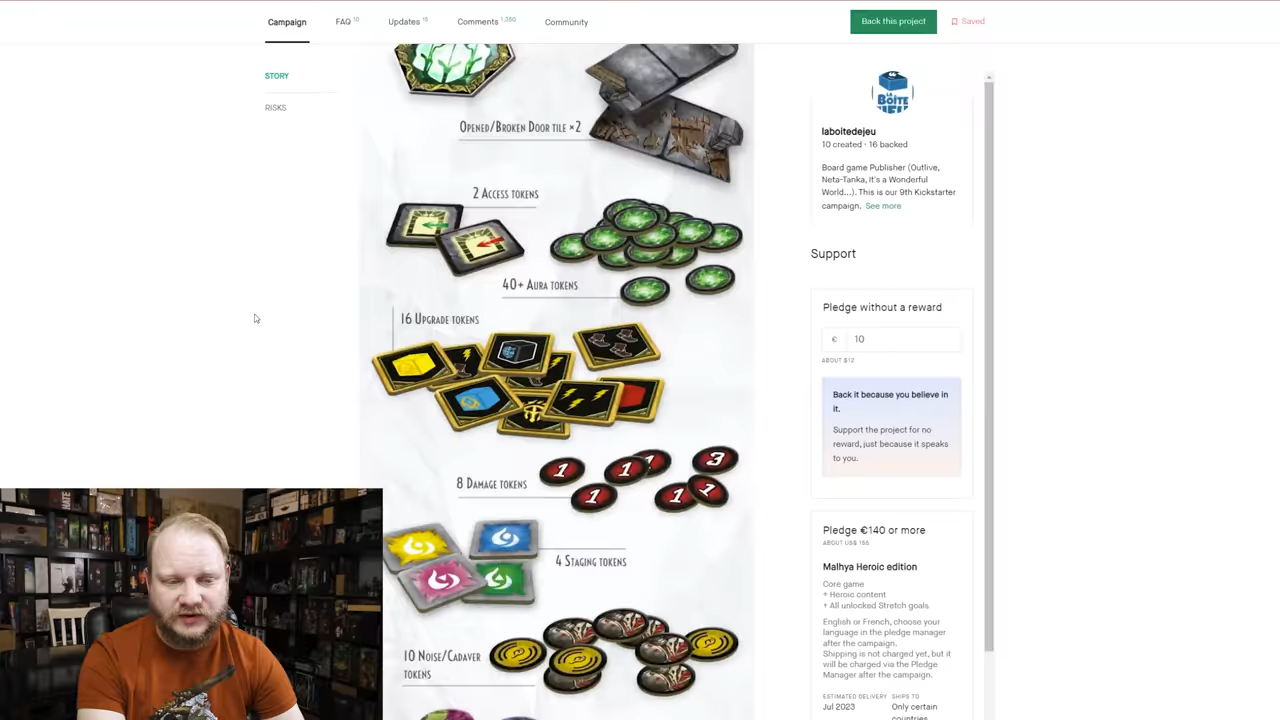 Campaign
FAQ 10
Updates 15
Comments 1,350
Community
Back this project
Saved
STORY
RISKS
OPENED/BROKEN DOOR TILE ×2
2 ACCESS TOKENS
40+ AURA TOKENS
16 UPGRADE TOKENS
8 DAMAGE TOKENS
1
1
1
3
1
1
4 STAGING TOKENS
10 NOISE/CADAVER
TOKENS
LA
BOÎTE
JEU
laboitedejeu
10 created · 16 backed
Board game Publisher (Outlive,
Neta-Tanka, It's a Wonderful
World...). This is our 9th Kickstarter
campaign. See more
Support
Pledge without a reward
€ 10
ABOUT $12
Back it because you believe in
it.
Support the project for no
reward, just because it speaks
to you.
Pledge €140 or more
ABOUT US$ 155
Malhya Heroic edition
Core game
+ Heroic content
+ All unlocked Stretch goals
English or French, choose your
language in the pledge manager
after the campaign.
Shipping is not charged yet, but it
will be charged via the Pledge
Manager after the campaign.
ESTIMATED DELIVERY SHIPS TO
Jul 2023 Only certain
countries